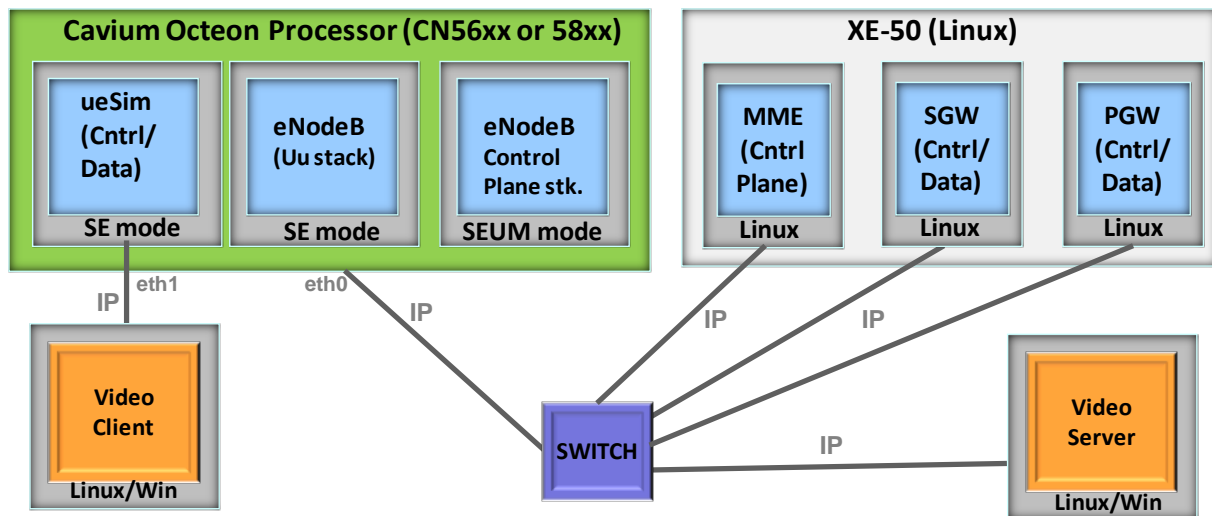 Cavium Octeon Processor (CN56xx or 58xx)
ueSim
(Cntrl/
Data)
SE mode
eNodeB
(Uu stack)
SE mode
eNodeB
Control
Plane stk.
SEUM mode
XE-50 (Linux)
MME
(Cntrl
Plane)
Linux
SGW
(Cntrl/
Data)
Linux
PGW
(Cntrl/
Data)
Linux
eth1
IP
eth0
IP
IP
IP
IP
Video
Client
Linux/Win
SWITCH
IP
Video
Server
Linux/Win